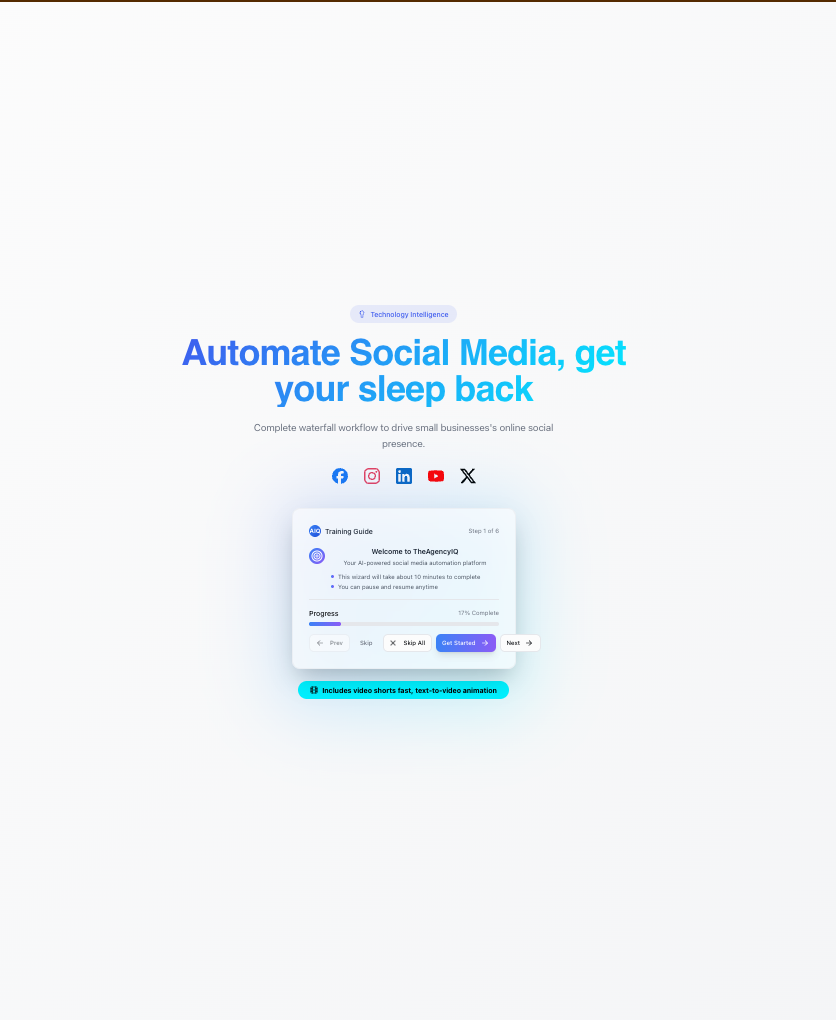 Technology Intelligence
Automate Social Media, get
your sleep back
Complete waterfall workflow to drive small businesses's online social
presence.
AIQ Training Guide Step 1 of 6
Welcome to TheAgencyIQ
Your AI-powered social media automation platform
This wizard will take about 10 minutes to complete
You can pause and resume anytime
Progress 17% Complete
Prev Skip Skip All Get Started Next
Includes video shorts fast, text-to-video animation